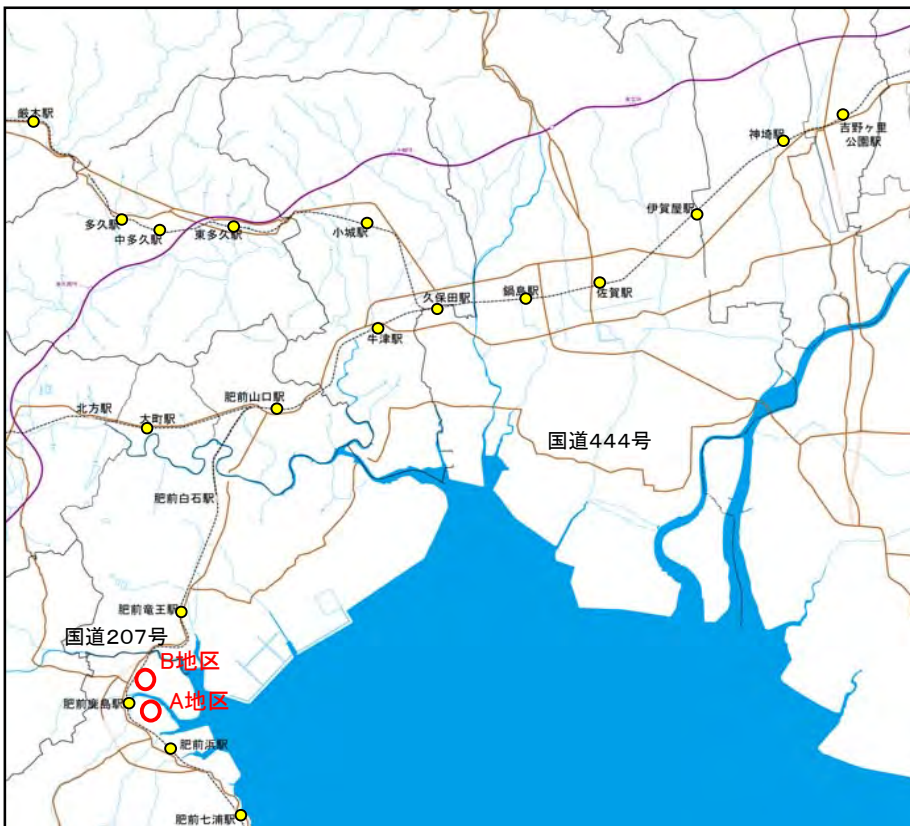 厳木駅
吉野ヶ里
公園駅
神埼駅
伊賀屋駅
多久駅
中多久駅
東多久駅
小城駅
佐賀駅
鍋島駅
久保田駅
牛津駅
肥前山口駅
北方駅
大町駅
国道444号
肥前白石駅
肥前竜王駅
国道207号
B地区
A地区
肥前鹿島駅
肥前浜駅
肥前七浦駅